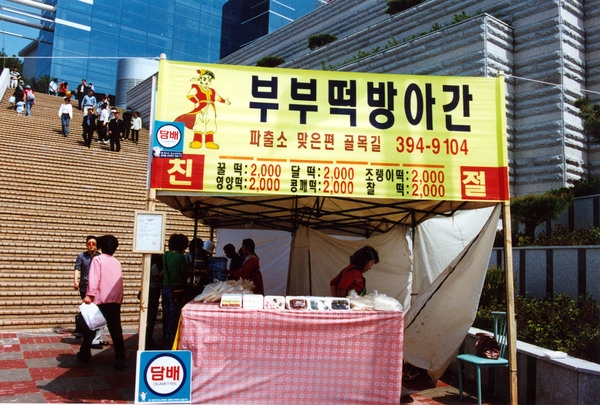 부부떡방아간
파출소 맞은편 골목길 394-9104
꿀 떡:2,000 달 떡:2,000 조랭이떡:2,000
영양떡:2,000 콩깨떡:2,000 찰 떡:2,000
친
절
담배
담배